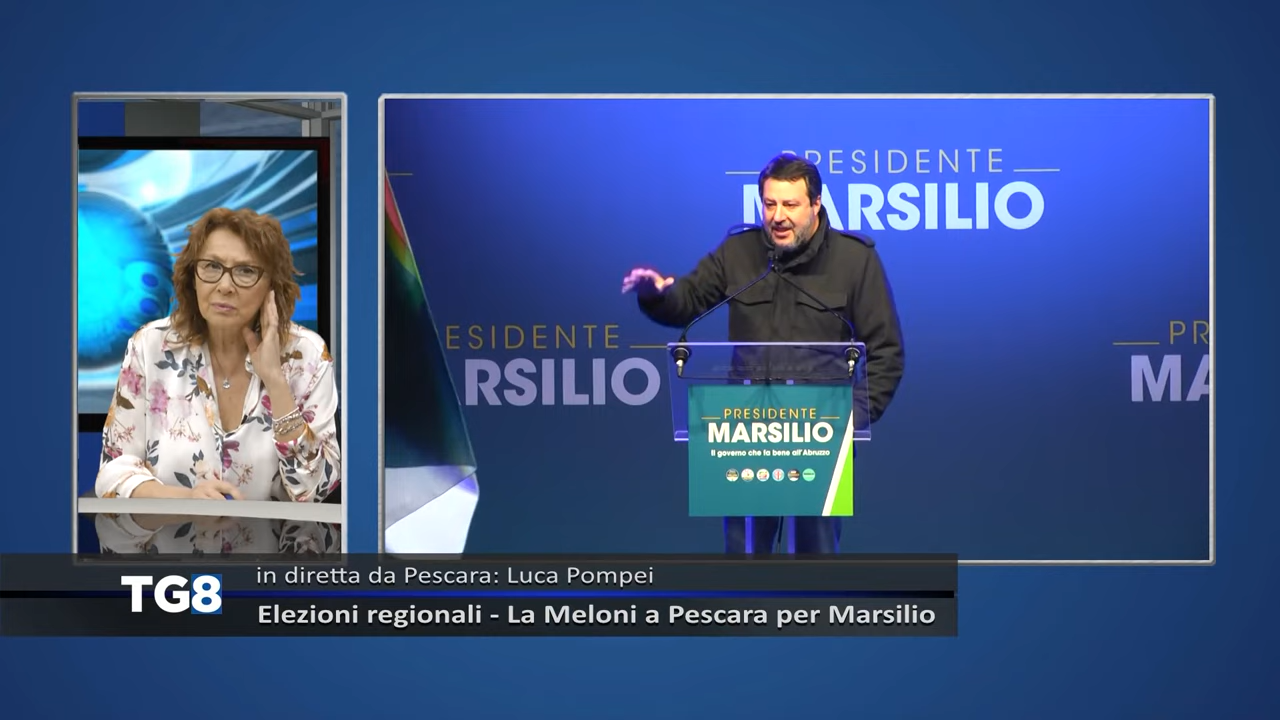 PRESIDENTE
MARSILIO
ESIDENTE
RSILIO
PR
MA
PRESIDENTE
MARSILIO
Il governo che fa bene all'Abruzzo
in diretta da Pescara: Luca Pompei
TG8
Elezioni regionali - La Meloni a Pescara per Marsilio